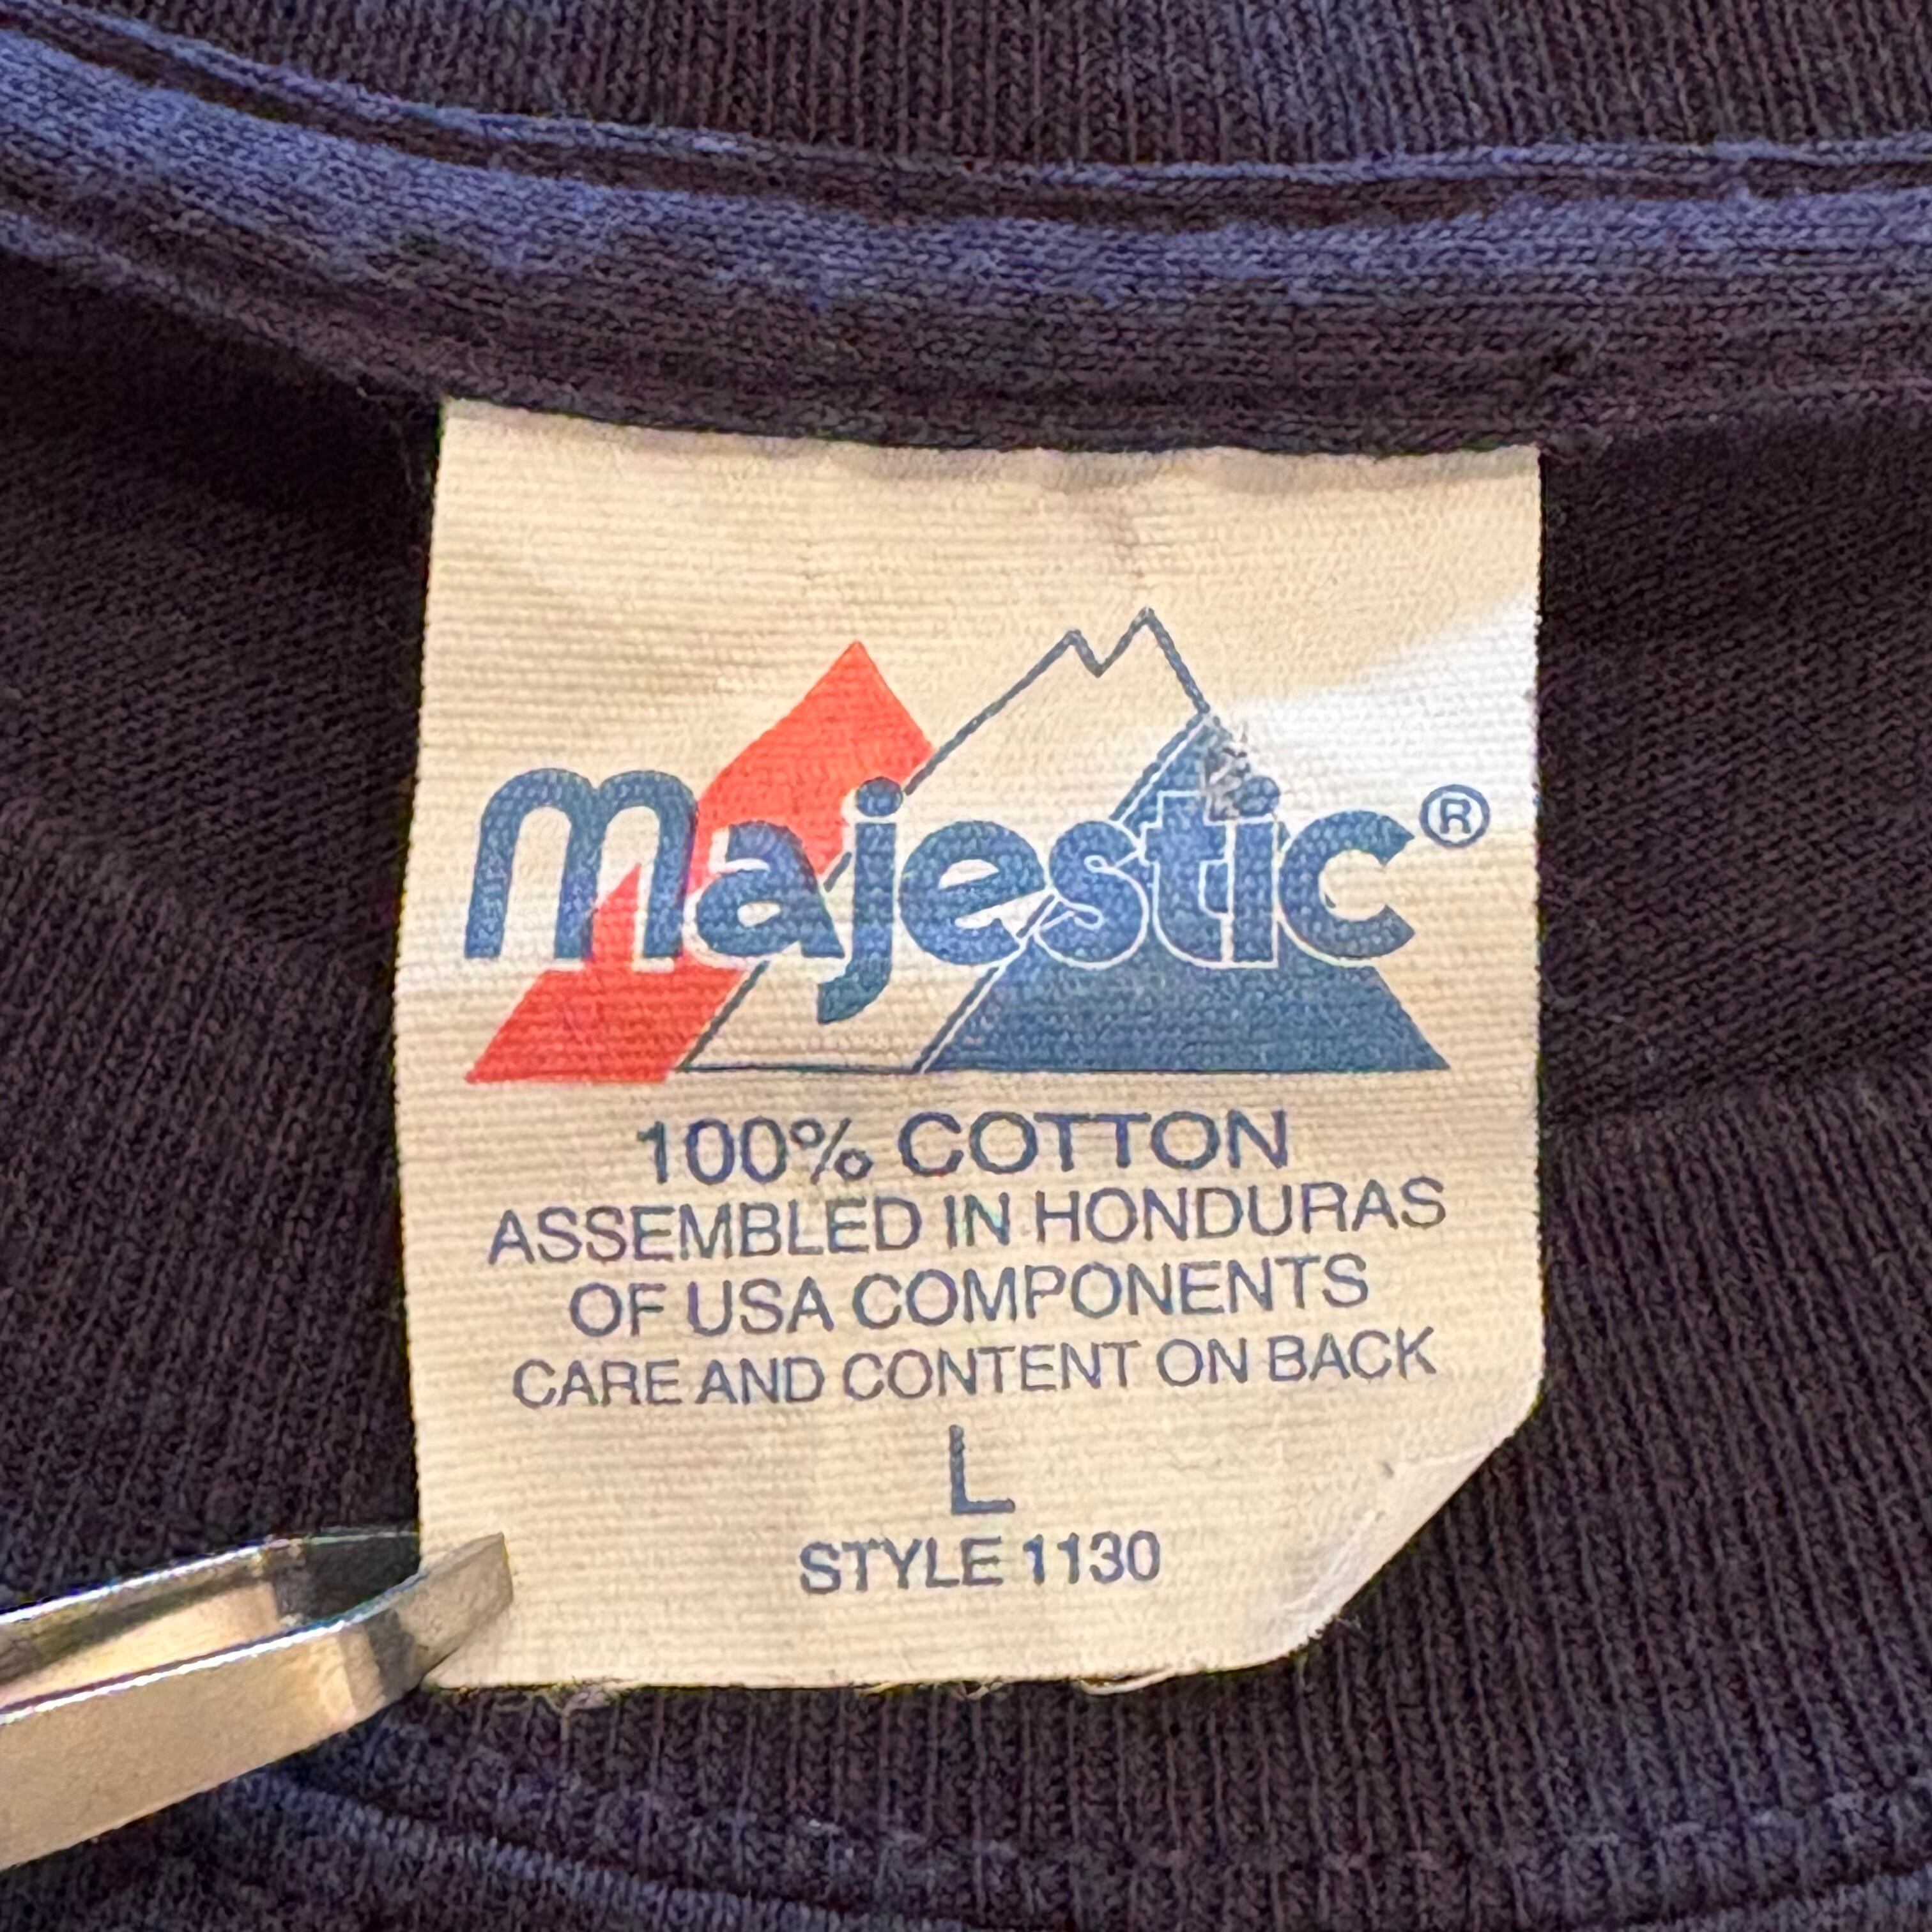 majestic®
100% COTTON
ASSEMBLED IN HONDURAS
OF USA COMPONENTS
CARE AND CONTENT ON BACK
L
STYLE 1130